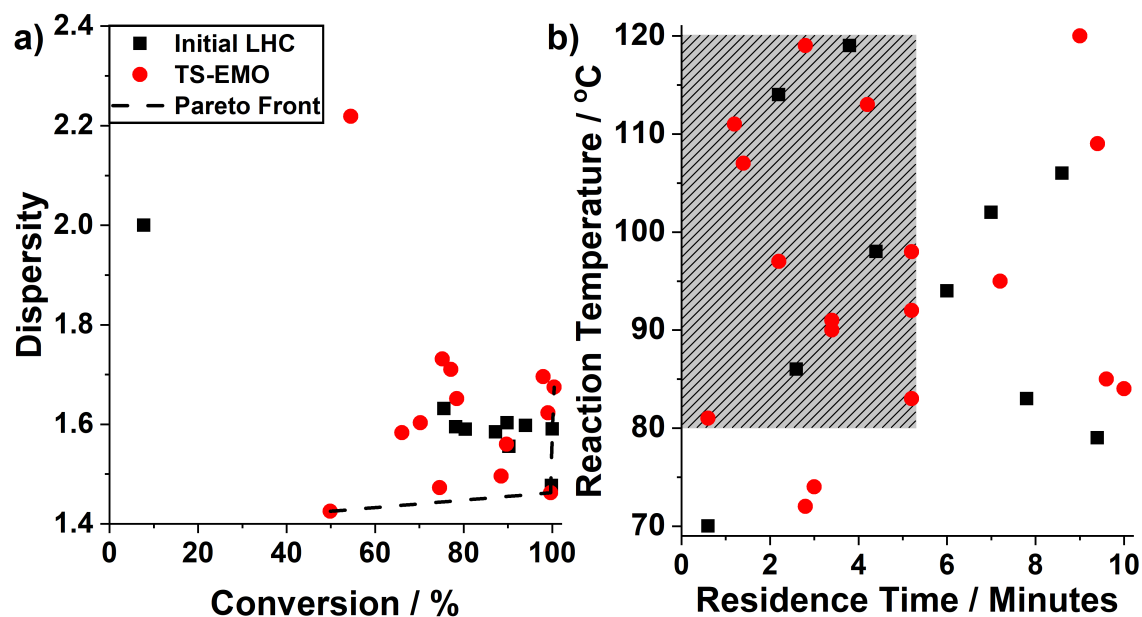 a)
Initial LHC
TS-EMO
Pareto Front
Dispersity
2.4
2.2
2.0
1.8
1.6
1.4
0 20 40 60 80 100
Conversion / %
b)
Reaction Temperature / ºC
120
110
100
90
80
70
0 2 4 6 8 10
Residence Time / Minutes